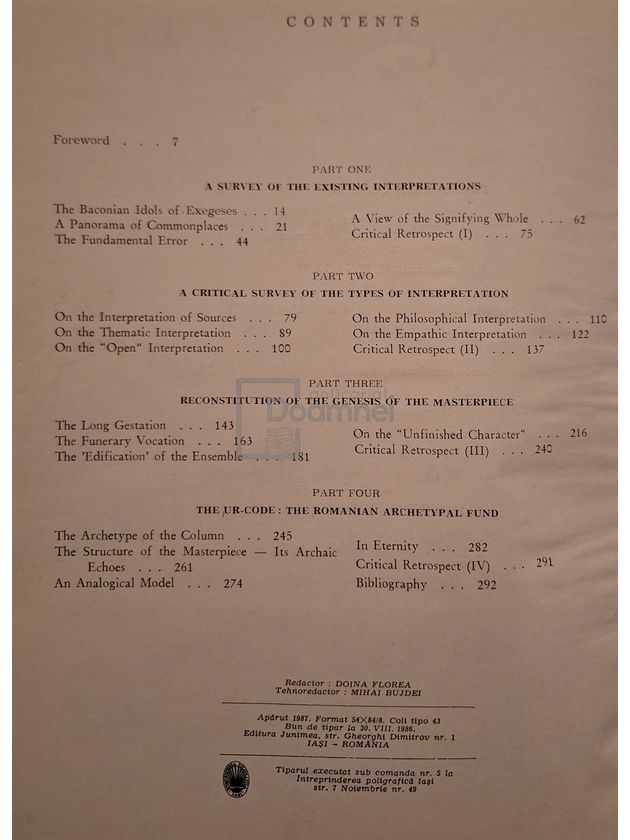 CONTENTS
Foreword . . . 7
PART ONE
A SURVEY OF THE EXISTING INTERPRETATIONS
The Baconian Idols of Exegeses . . . 14
A Panorama of Commonplaces . . . 21
The Fundamental Error . . . 44
A View of the Signifying Whole . . . 62
Critical Retrospect (I) . . . 75
PART TWO
A CRITICAL SURVEY OF THE TYPES OF INTERPRETATION
On the Interpretation of Sources . . . 79
On the Thematic Interpretation . . . 89
On the "Open" Interpretation . . . 100
On the Philosophical Interpretation . . . 110
On the Empathic Interpretation . . . 122
Critical Retrospect (II) . . . 137
PART THREE
RECONSTITUTION OF THE GENESIS OF THE MASTERPIECE
The Long Gestation . . . 143
The Funerary Vocation . . . 163
The 'Edification' of the Ensemble . . . 181
On the "Unfinished Character" . . . 216
Critical Retrospect (III) . . . 240
anticariat
Doamnei
PART FOUR
THE UR-CODE : THE ROMANIAN ARCHETYPAL FUND
The Archetype of the Column . . . 245
The Structure of the Masterpiece — Its Archaic
Echoes . . . 261
An Analogical Model . . . 274
In Eternity . . . 282
Critical Retrospect (IV) . . . 291
Bibliography . . . 292
Redactor : DOINA FLOREA
Tehnoredactor : MIHAI BUJDEI
Apărut 1987. Format 54×84/8. Coli tipo 43
Bun de tipar la 30. VIII. 1986.
Editura Junimea, str. Gheorghi Dimitrov nr. 1
IAȘI – ROMÂNIA
Tiparul executat sub comanda nr. 5 la
Intreprinderea poligrafică Iași
str. 7 Noiembrie nr. 49